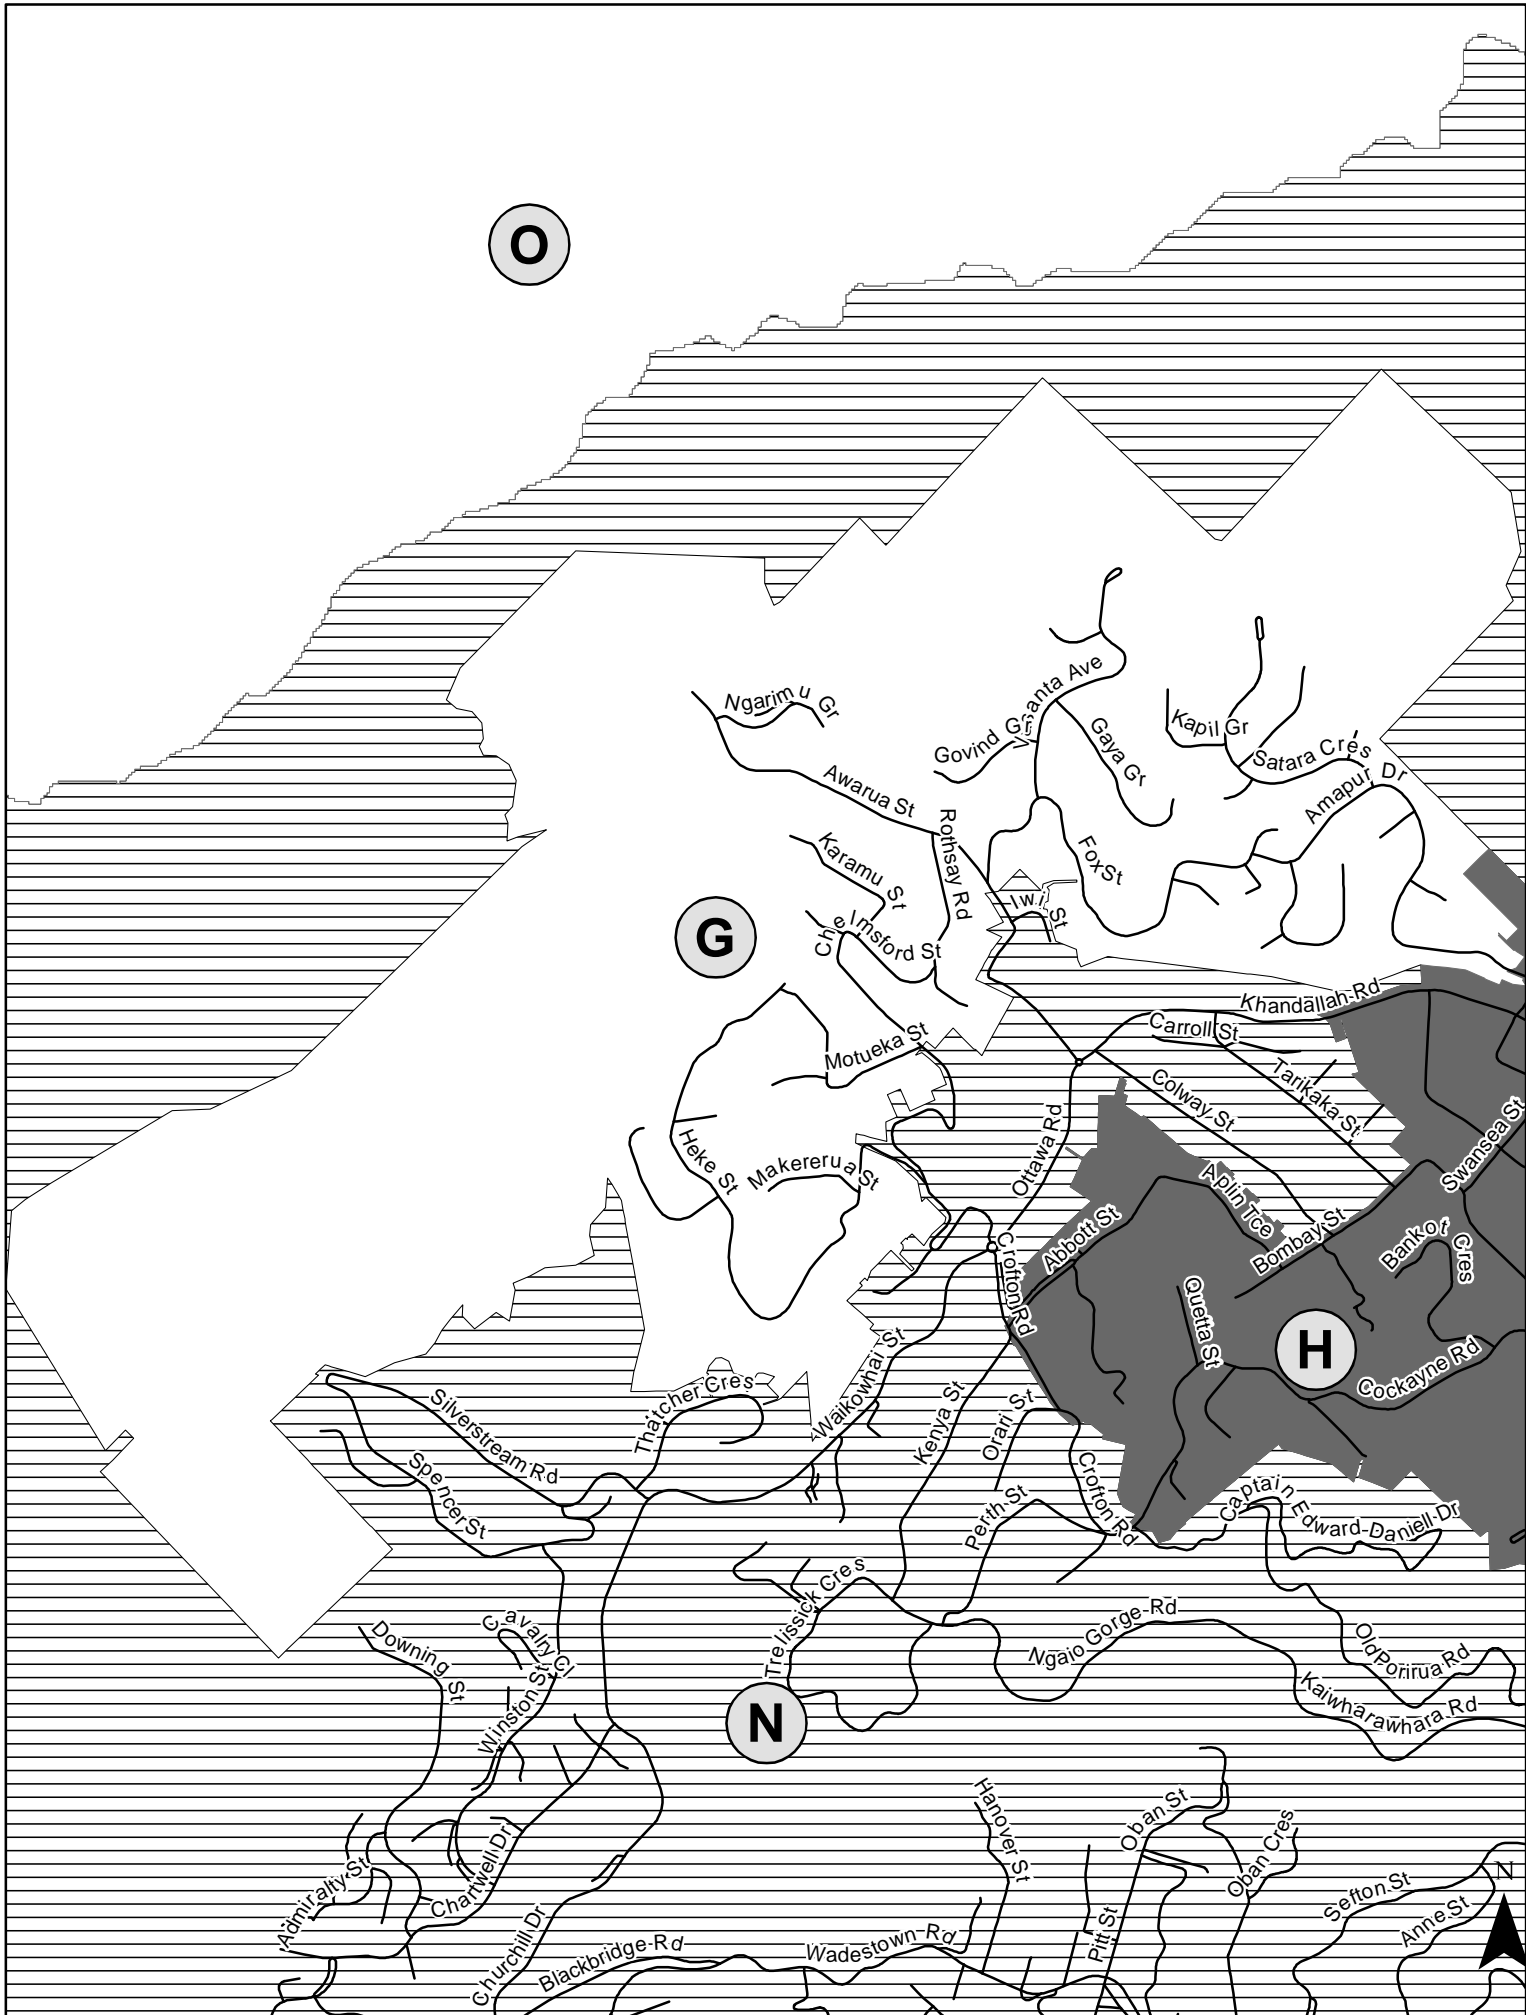 O
Ngarimu Gr
Vasanta Ave
Govind Gr
Gaya Gr
Kapil Gr
Satara Cres
Amapur Dr
Awarua St
Rothsay Rd
Karamu St
Fox St
Iwi St
Chelmsford St
G
Khandallah Rd
Carroll St
Motueka St
Colway St
Tarikaka St
Swansea St
Ottawa Rd
Heke St
Makererua St
Aplin Tce
Abbott St
Bombay St
Bankot Cres
Crofton Rd
Quetta St
H
Cockayne Rd
Waikowhai St
Thatcher Cres
Silverstream Rd
Kenya St
Orari St
Spencer St
Crofton Rd
Perth St
Captain Edward Daniell Dr
Trelissick Cres
Ngaio Gorge Rd
Old Porirua Rd
Cavalry Cl
Downing St
Winston St
Kaiwharawhara Rd
N
Hanover St
Oban St
Oban Cres
Chartwell Dr
Admiralty St
Sefton St
N
Anne St
Pitt St
Churchill Dr
Blackbridge Rd
Wadestown Rd